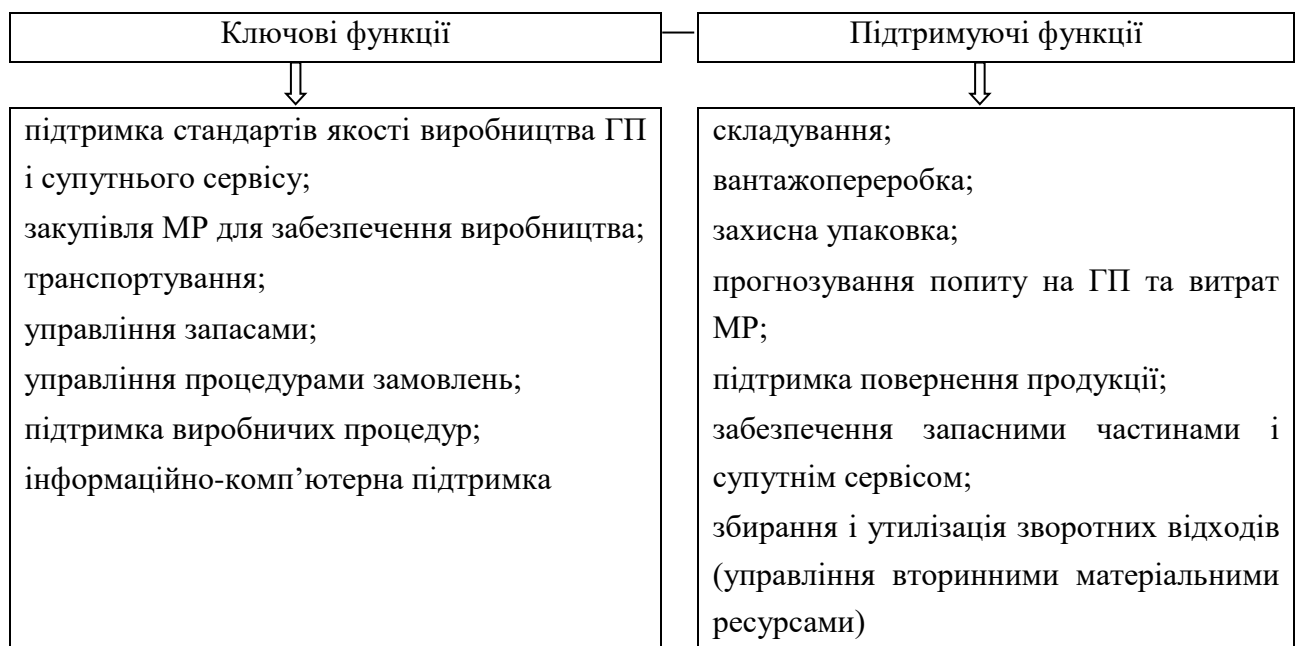 Ключові функції
Підтримуючі функції
підтримка стандартів якості виробництва ГП
і супутнього сервісу;
закупівля МР для забезпечення виробництва;
транспортування;
управління запасами;
управління процедурами замовлень;
підтримка виробничих процедур;
інформаційно-комп’ютерна підтримка
складування;
вантажопереробка;
захисна упаковка;
прогнозування попиту на ГП та витрат
МР;
підтримка повернення продукції;
забезпечення запасними частинами і
супутнім сервісом;
збирання і утилізація зворотних відходів
(управління вторинними матеріальними
ресурсами)